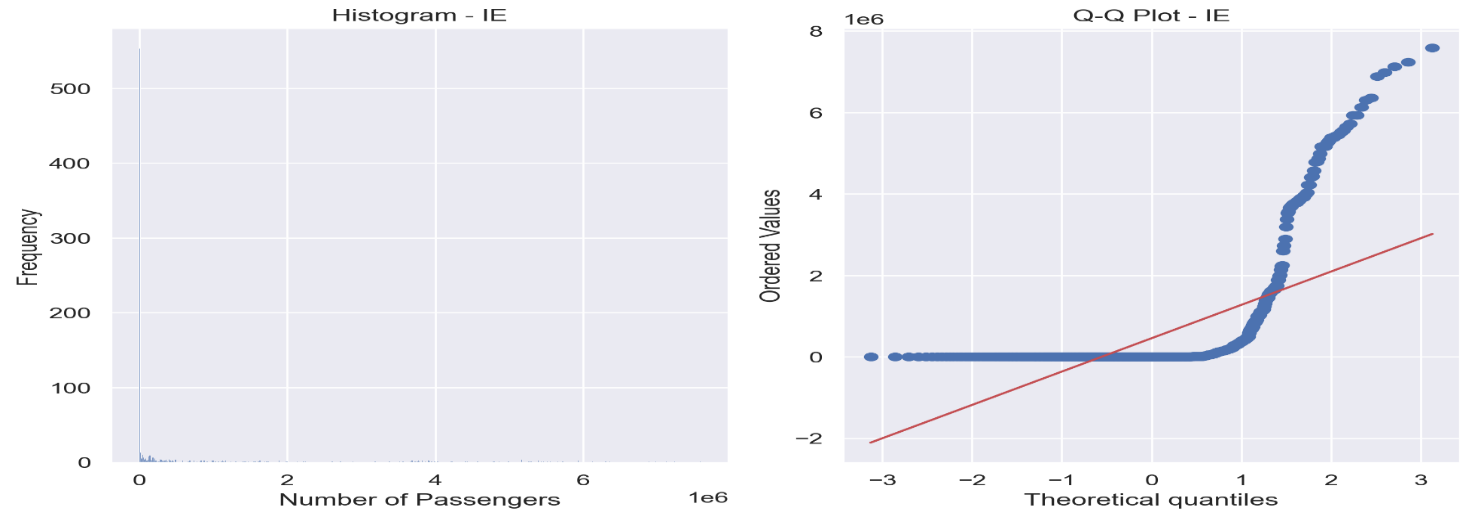 Histogram - IE
500
400
300
200
100
0
Frequency
0
2
4
6
1e6
Number of Passengers
Q-Q Plot - IE
1e6
8
6
4
2
0
−2
Ordered Values
−3
−2
−1
0
1
2
3
Theoretical quantiles